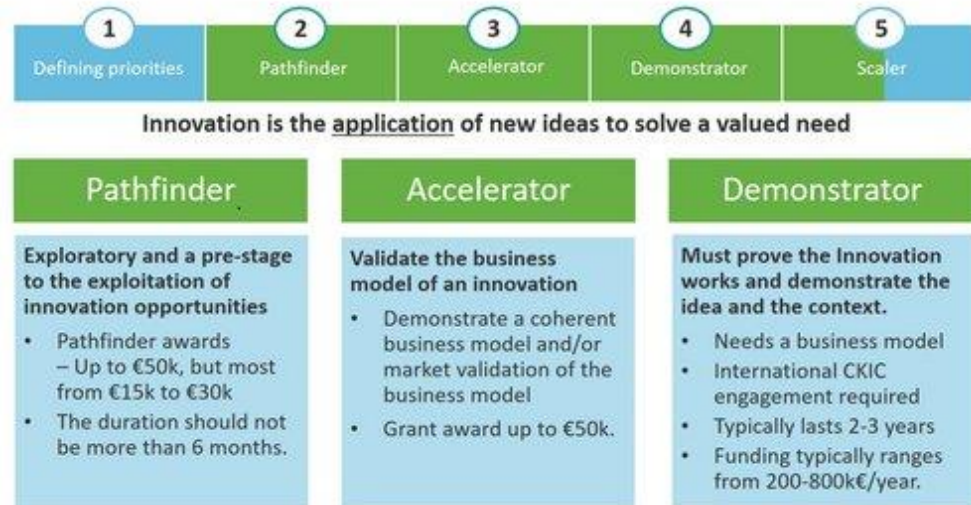 1 2 3 4 5
Defining priorities Pathfinder Accelerator Demonstrator Scaler
Innovation is the application of new ideas to solve a valued need
Pathfinder
Exploratory and a pre-stage
to the exploitation of
innovation opportunities
• Pathfinder awards
– Up to €50k, but most
from €15k to €30k
• The duration should not
be more than 6 months.
Accelerator
Validate the business
model of an innovation
• Demonstrate a coherent
business model and/or
market validation of the
business model
• Grant award up to €50k.
Demonstrator
Must prove the Innovation
works and demonstrate the
idea and the context.
• Needs a business model
• International CKIC
engagement required
• Typically lasts 2-3 years
• Funding typically ranges
from 200-800k€/year.